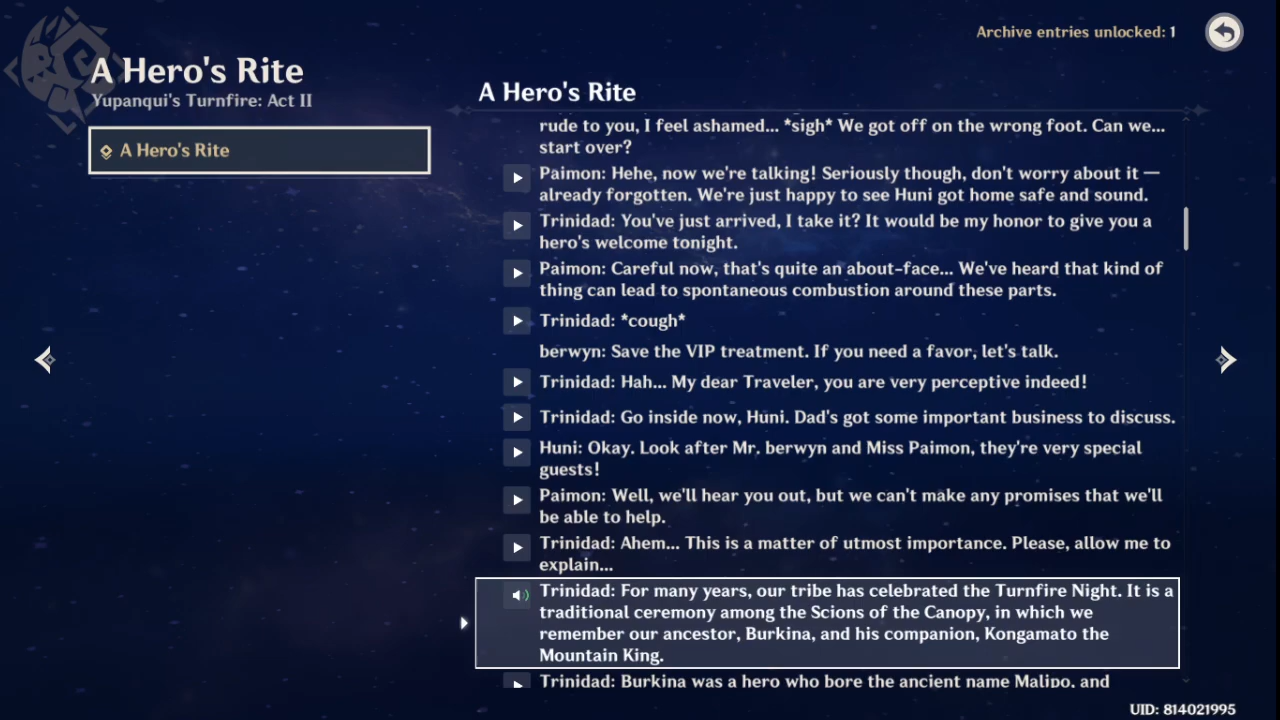 Archive entries unlocked: 1
A Hero's Rite
Yupanqui's Turnfire: Act II
A Hero's Rite
A Hero's Rite
rude to you, I feel ashamed... *sigh* We got off on the wrong foot. Can we...
start over?
Paimon: Hehe, now we're talking! Seriously though, don't worry about it —
already forgotten. We're just happy to see Huni got home safe and sound.
Trinidad: You've just arrived, I take it? It would be my honor to give you a
hero's welcome tonight.
Paimon: Careful now, that's quite an about-face... We've heard that kind of
thing can lead to spontaneous combustion around these parts.
Trinidad: *cough*
berwyn: Save the VIP treatment. If you need a favor, let's talk.
Trinidad: Hah... My dear Traveler, you are very perceptive indeed!
Trinidad: Go inside now, Huni. Dad's got some important business to discuss.
Huni: Okay. Look after Mr. berwyn and Miss Paimon, they're very special
guests!
Paimon: Well, we'll hear you out, but we can't make any promises that we'll
be able to help.
Trinidad: Ahem... This is a matter of utmost importance. Please, allow me to
explain...
Trinidad: For many years, our tribe has celebrated the Turnfire Night. It is a
traditional ceremony among the Scions of the Canopy, in which we
remember our ancestor, Burkina, and his companion, Kongamato the
Mountain King.
Trinidad: Burkina was a hero who bore the ancient name Malipo, and
UID: 814021995